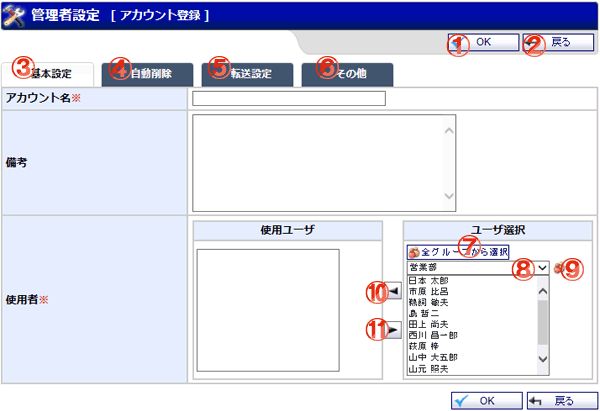 管理者設定 [ アカウント登録 ]
① OK ② 戻る
③基本設定 ④自動削除 ⑤転送設定 ⑥その他
アカウント名※
備考
使用者※
使用ユーザ
ユーザ選択
⑦
全グループから選択
営業部 ⑧ ⑨
日本 太郎
市原 比呂
鵜飼 敏夫
島 哲二
⑩
田上 尚夫
西川 昌一郎
⑪
萩原 梓
山中 大五郎
山元 昭夫
OK 戻る